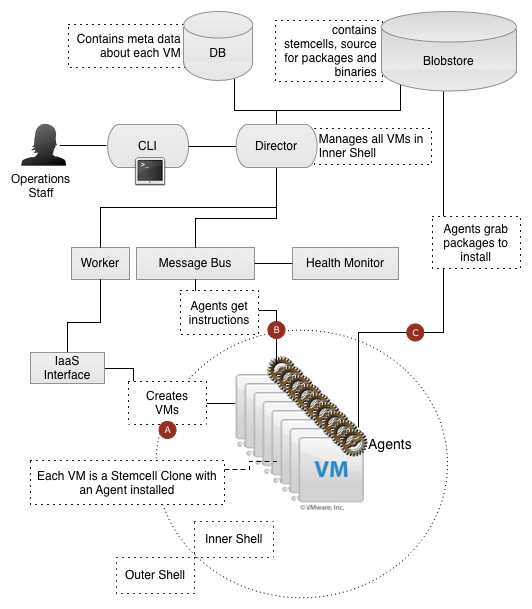 Contains meta data
about each VM
DB
contains
stemcells, source
for packages and
binaries
Blobstore
Operations
Staff
CLI
Director
Manages all VMs in
Inner Shell
Agents grab
packages to
install
Worker
Message Bus
Health Monitor
Agents get
instructions
B
C
IaaS
Interface
Creates
VMs
A
Agents
VM
Each VM is a Stemcell Clone with
an Agent installed
© VMware, Inc.
Inner Shell
Outer Shell